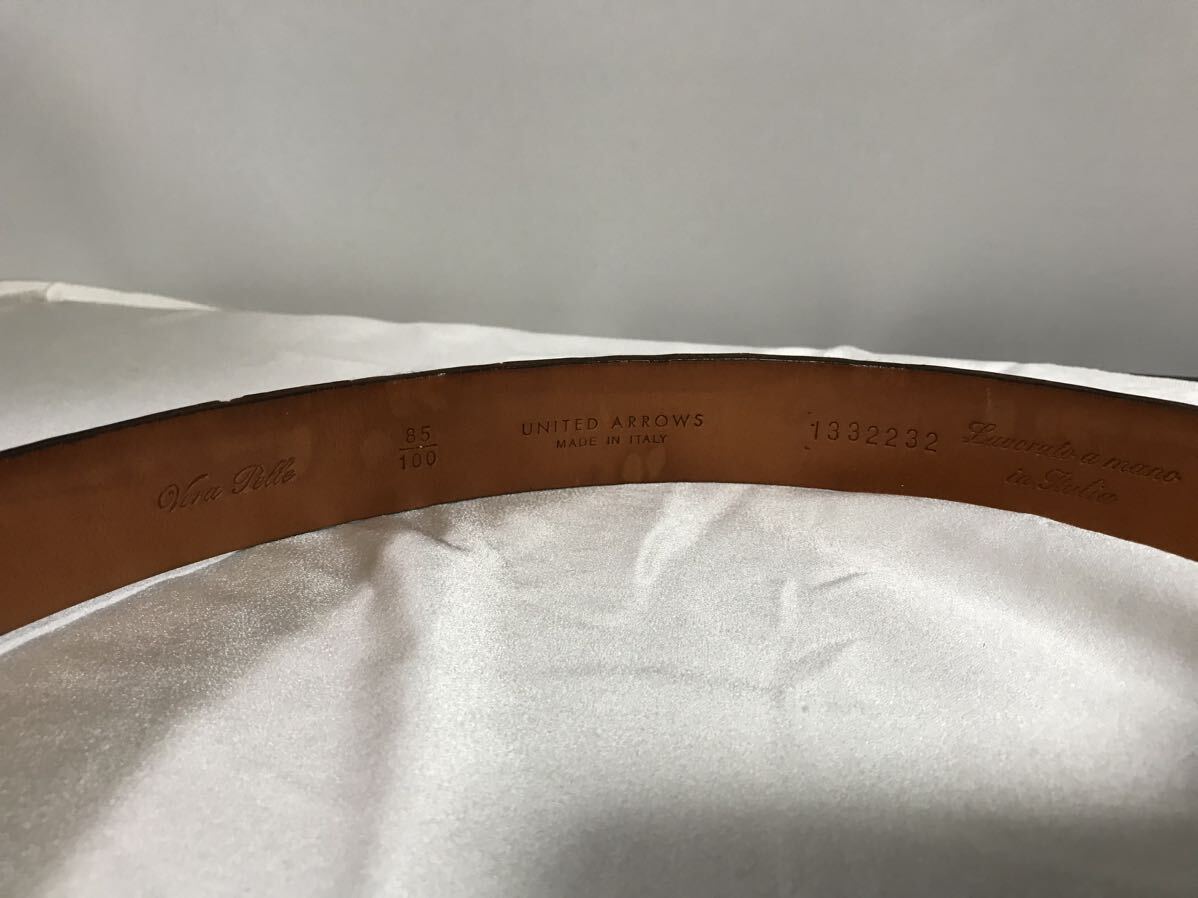 Vera Pelle
85
100
UNITED ARROWS
MADE IN ITALY
1332232
Lavorato a mano
in Italia